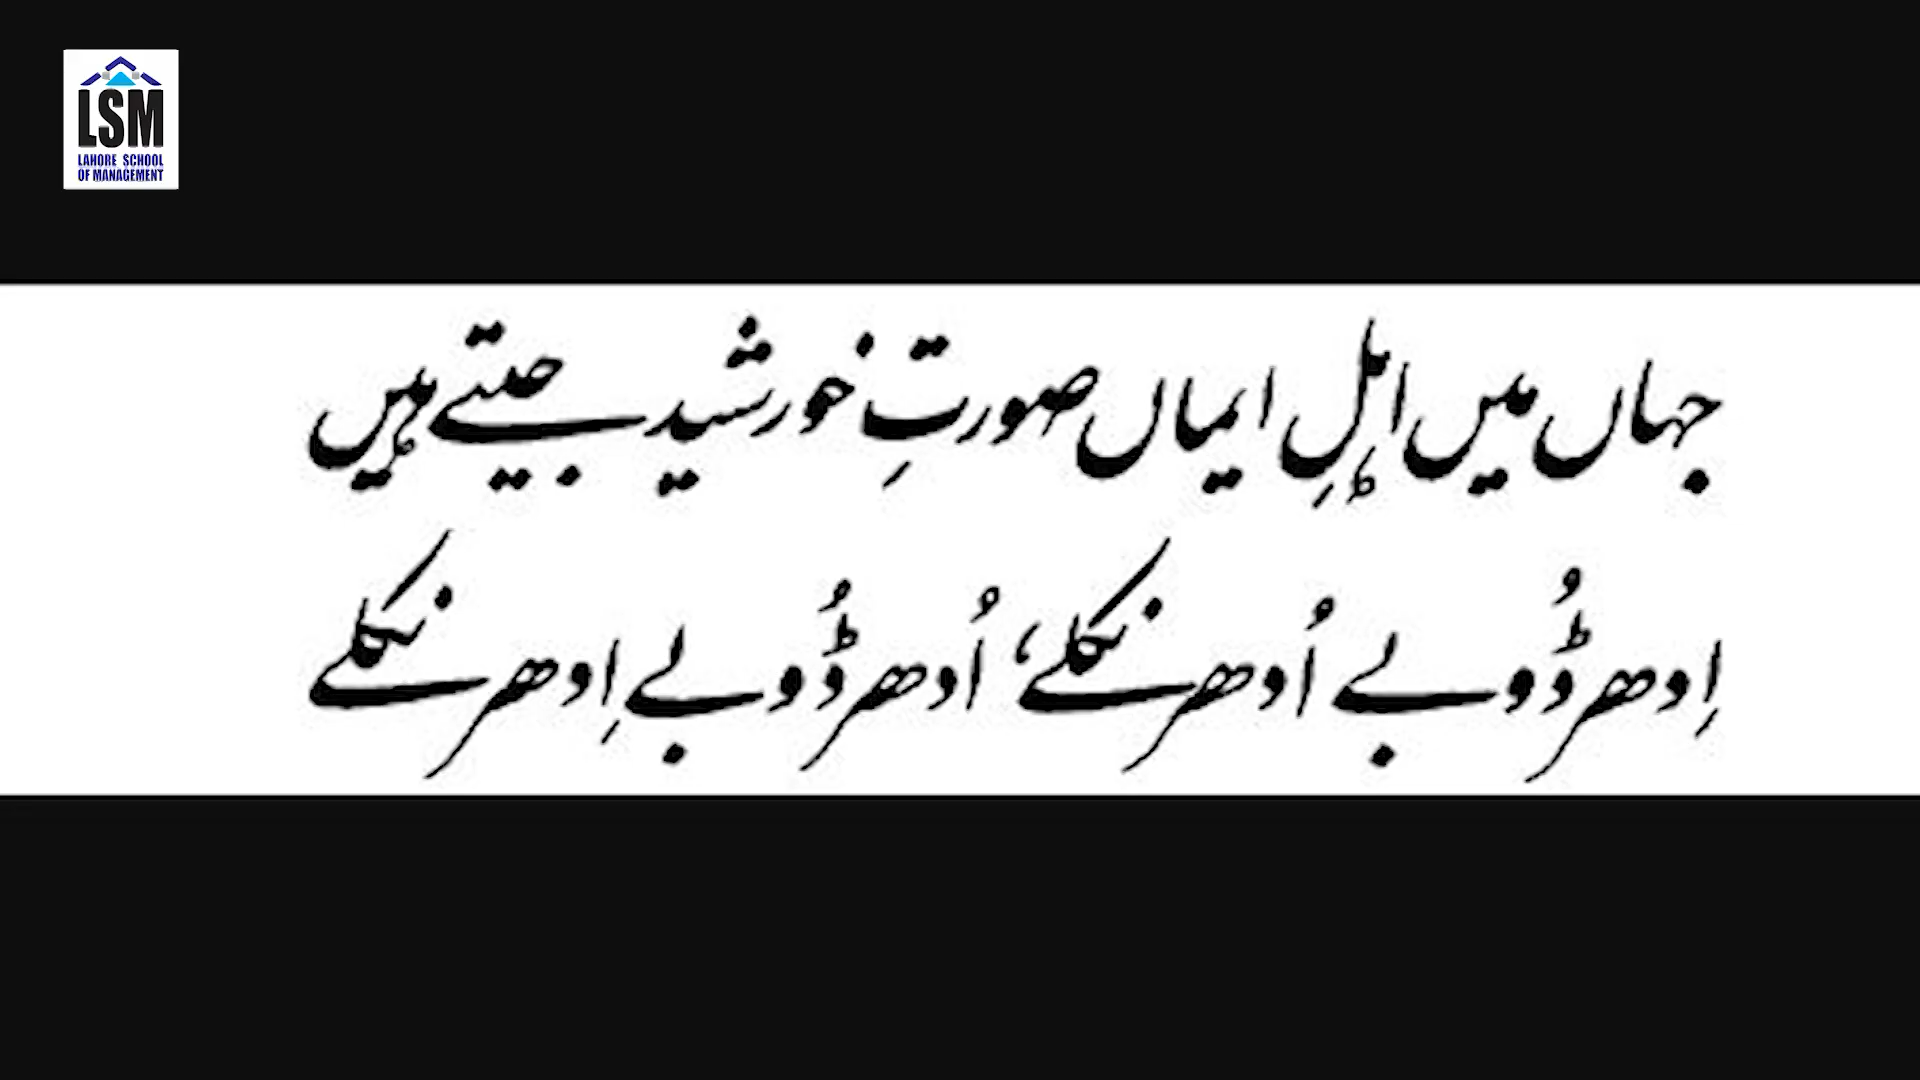 LSM
LAHORE SCHOOL
OF MANAGEMENT
جہاں میں اہلِ ایماں صورتِ خورشید جیتے ہیں
اِدھر ڈُوبے اُدھر نکلے، اُدھر ڈُوبے اِدھر نکلے